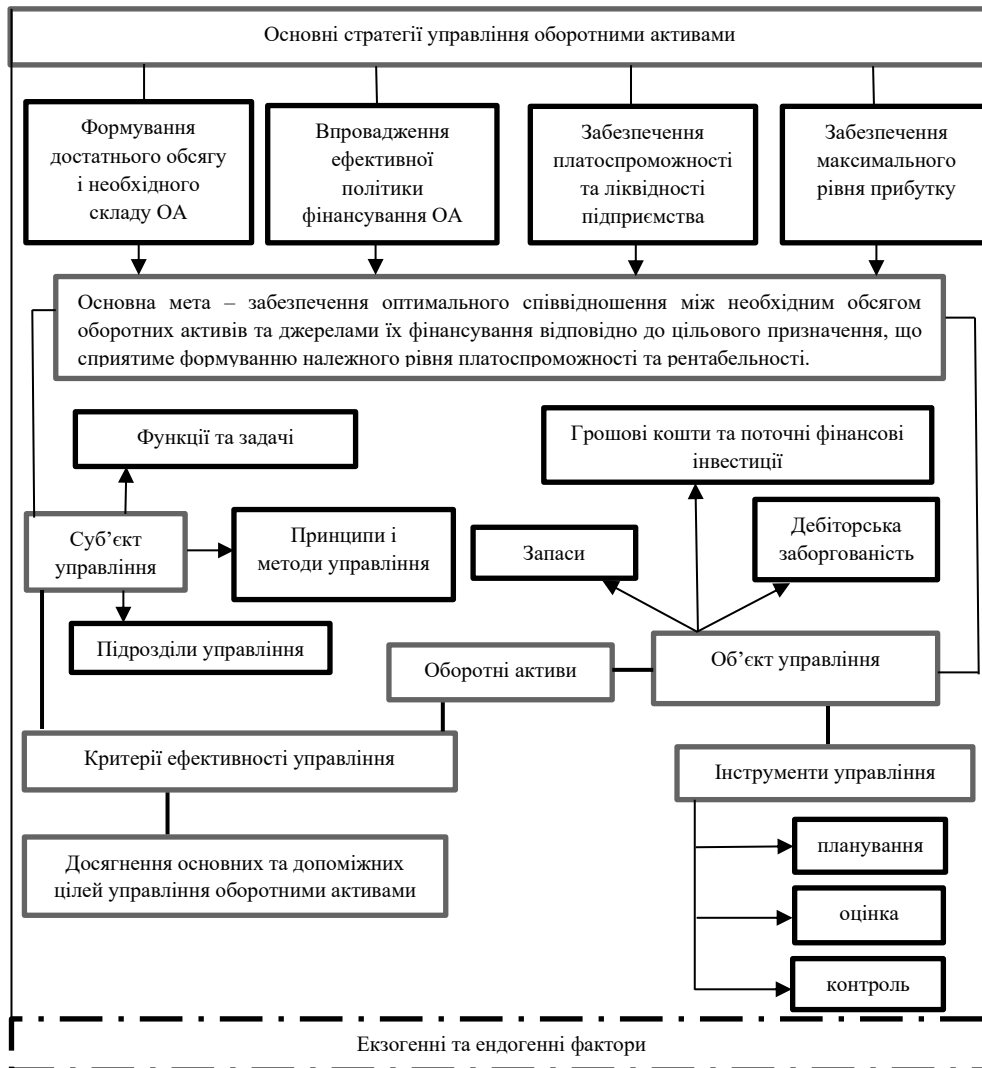 Основні стратегії управління оборотними активами
Формування
достатнього обсягу
і необхідного
складу ОА
Впровадження
ефективної
політики
фінансування ОА
Забезпечення
платоспроможності
та ліквідності
підприємства
Забезпечення
максимального
рівня прибутку
Основна мета – забезпечення оптимального співвідношення між необхідним обсягом
оборотних активів та джерелами їх фінансування відповідно до цільового призначення, що
сприятиме формуванню належного рівня платоспроможності та рентабельності.
Функції та задачі
Грошові кошти та поточні фінансові
інвестиції
Суб’єкт
управління
Принципи і
методи управління
Запаси
Дебіторська
заборгованість
Підрозділи управління
Оборотні активи
Об’єкт управління
Критерії ефективності управління
Інструменти управління
Досягнення основних та допоміжних
цілей управління оборотними активами
планування
оцінка
контроль
Екзогенні та ендогенні фактори